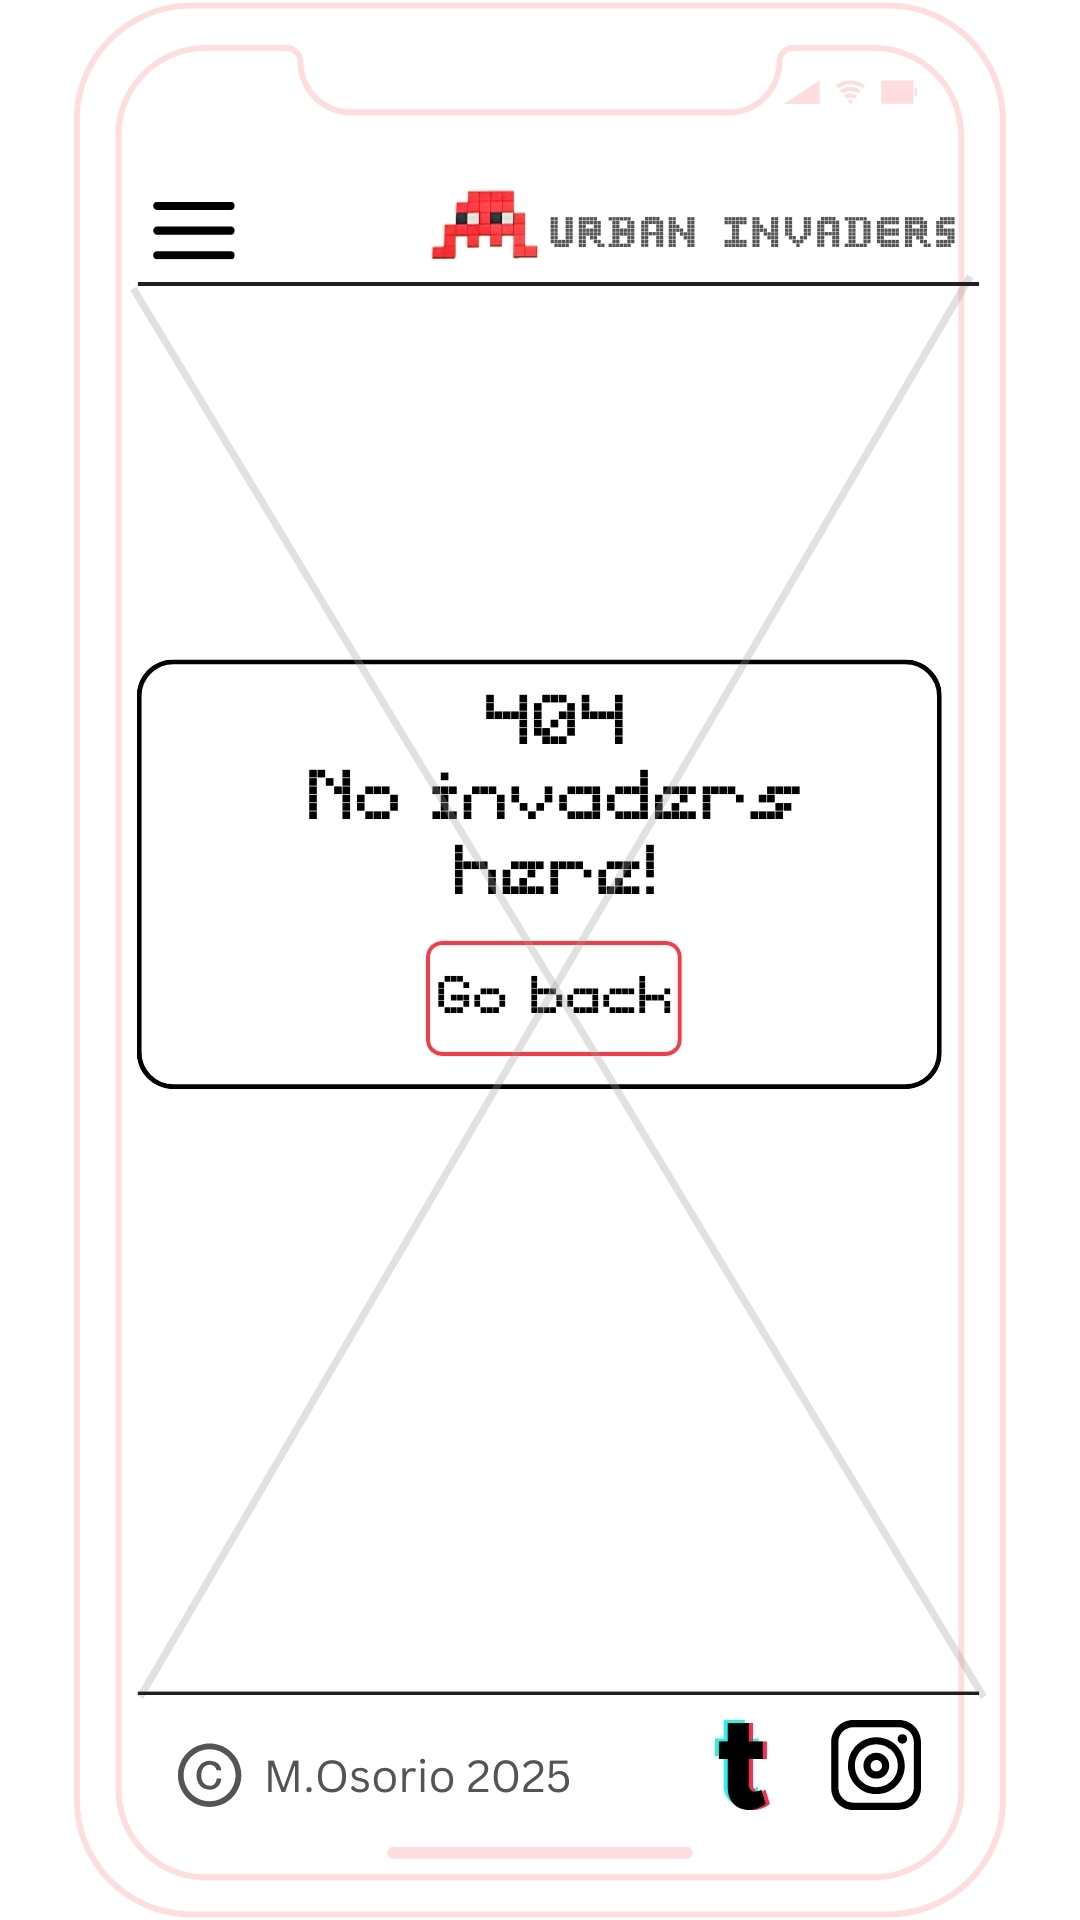 URBAN INVADERS
404
No invaders
here!
Go back
© M.Osorio 2025
t